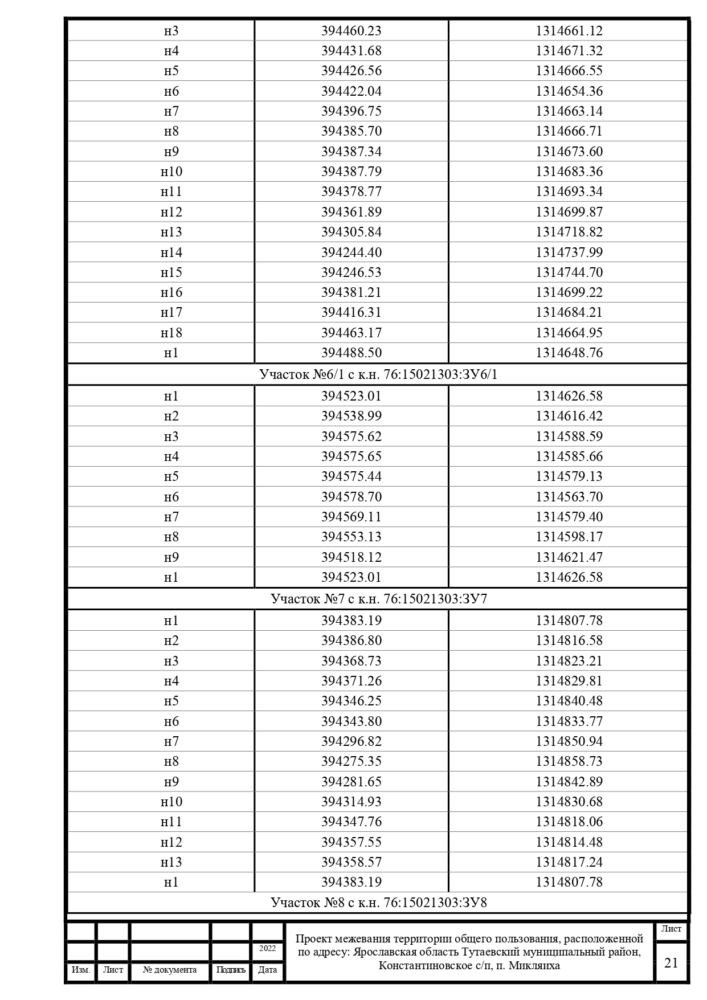 н3 394460.23 1314661.12
н4 394431.68 1314671.32
н5 394426.56 1314666.55
н6 394422.04 1314654.36
н7 394396.75 1314663.14
н8 394385.70 1314666.71
н9 394387.34 1314673.60
н10 394387.79 1314683.36
н11 394378.77 1314693.34
н12 394361.89 1314699.87
н13 394305.84 1314718.82
н14 394244.40 1314737.99
н15 394246.53 1314744.70
н16 394381.21 1314699.22
н17 394416.31 1314684.21
н18 394463.17 1314664.95
н1 394488.50 1314648.76
Участок №6/1 с к.н. 76:15021303:ЗУ6/1
н1 394523.01 1314626.58
н2 394538.99 1314616.42
н3 394575.62 1314588.59
н4 394575.65 1314585.66
н5 394575.44 1314579.13
н6 394578.70 1314563.70
н7 394569.11 1314579.40
н8 394553.13 1314598.17
н9 394518.12 1314621.47
н1 394523.01 1314626.58
Участок №7 с к.н. 76:15021303:ЗУ7
н1 394383.19 1314807.78
н2 394386.80 1314816.58
н3 394368.73 1314823.21
н4 394371.26 1314829.81
н5 394346.25 1314840.48
н6 394343.80 1314833.77
н7 394296.82 1314850.94
н8 394275.35 1314858.73
н9 394281.65 1314842.89
н10 394314.93 1314830.68
н11 394347.76 1314818.06
н12 394357.55 1314814.48
н13 394358.57 1314817.24
н1 394383.19 1314807.78
Участок №8 с к.н. 76:15021303:ЗУ8
2022
Изм. Лист № документа Подпись Дата
Проект межевания территории общего пользования, расположенной
по адресу: Ярославская область Тутаевский муниципальный район,
Константиновское с/п, п. Микляиха
Лист
21